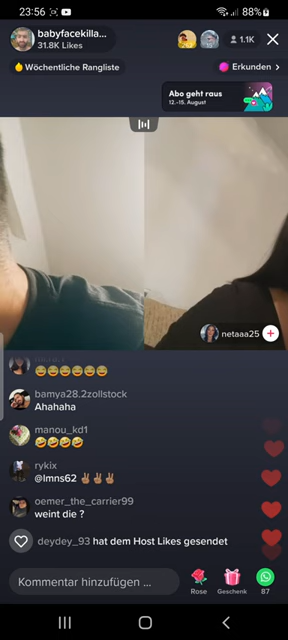 23:56
88%
babyfacekilla...
31.8K Likes
1.1K
Wöchentliche Rangliste
Erkunden >
Abo geht raus
12.-15. August
netaaa25
bamya28.2zollstock
Ahahaha
manou_kd1
🤣🤣🤣🤣
rykix
@lmns62 ✌🏽✌🏽✌🏽
oemer_the_carrier99
weint die ?
deydey_93 hat dem Host Likes gesendet
Kommentar hinzufügen ...
Rose
Geschenk
87